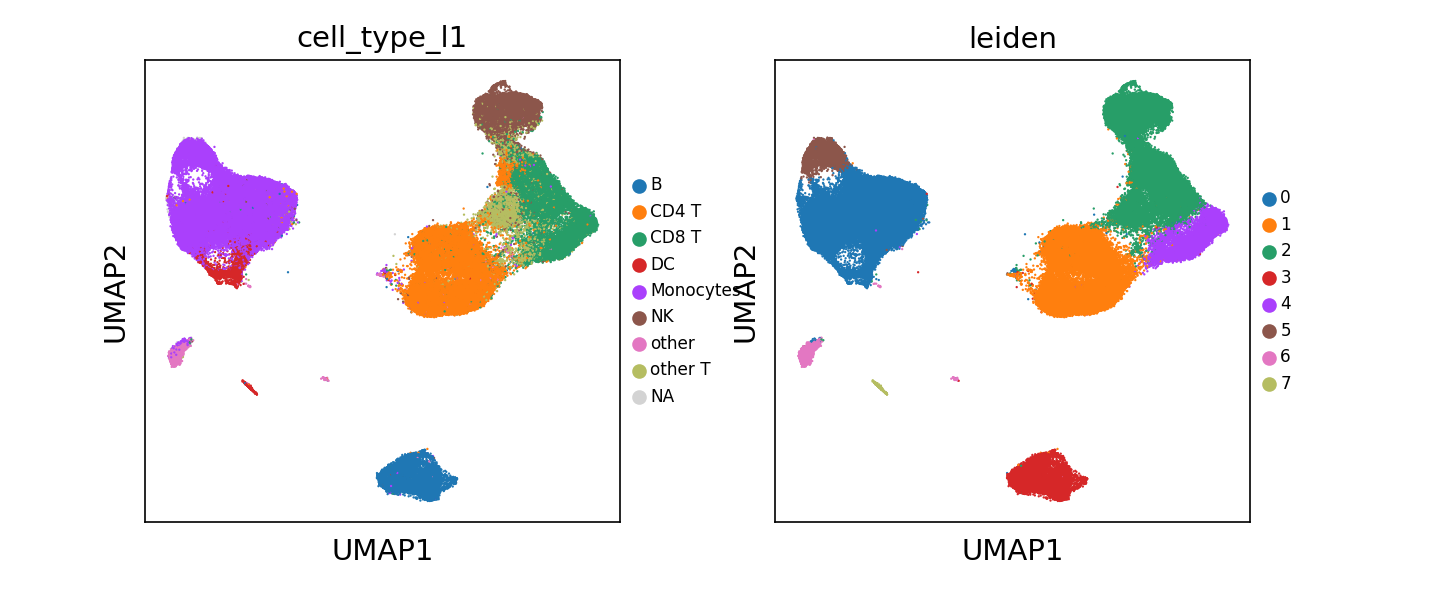 cell_type_l1
UMAP2
UMAP1
B
CD4 T
CD8 T
DC
Monocytes
NK
other
other T
NA
leiden
UMAP2
UMAP1
0
1
2
3
4
5
6
7